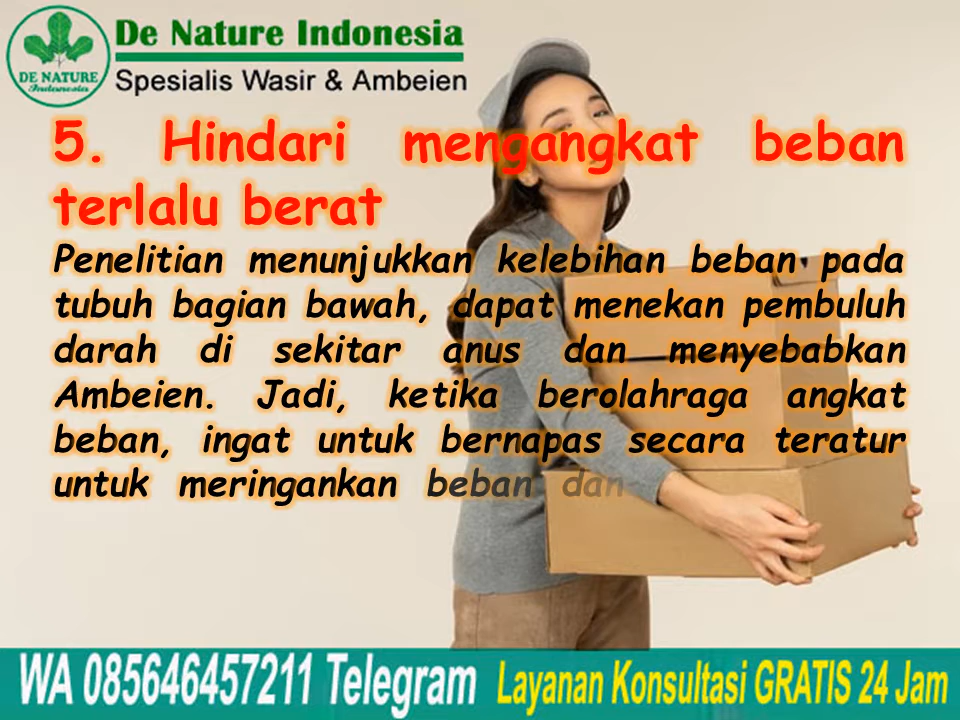 De Nature Indonesia
DE NATURE
Indonesia
Spesialis Wasir & Ambeien
5. Hindari mengangkat beban
terlalu berat
Penelitian menunjukkan kelebihan beban pada
tubuh bagian bawah, dapat menekan pembuluh
darah di sekitar anus dan menyebabkan
Ambeien. Jadi, ketika berolahraga angkat
beban, ingat untuk bernapas secara teratur
untuk meringankan beban dan
WA 085646457211 Telegram Layanan Konsultasi GRATIS 24 Jam